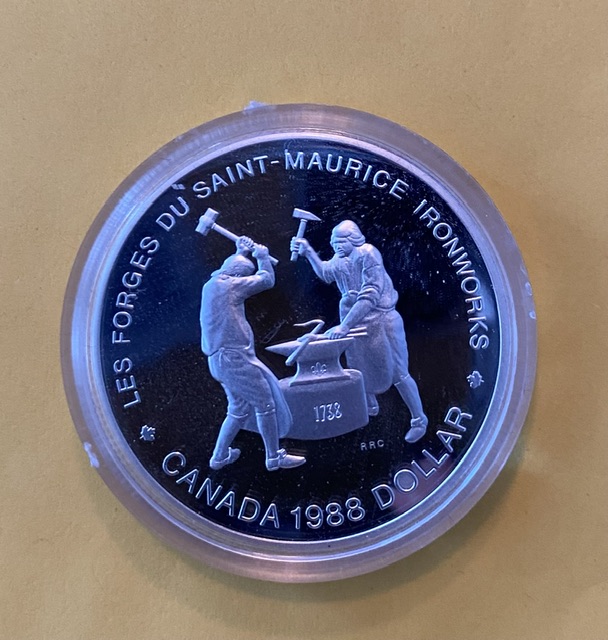 LES FORGES DU SAINT-MAURICE IRONWORKS
1738
RRC
CANADA 1988 DOLLAR